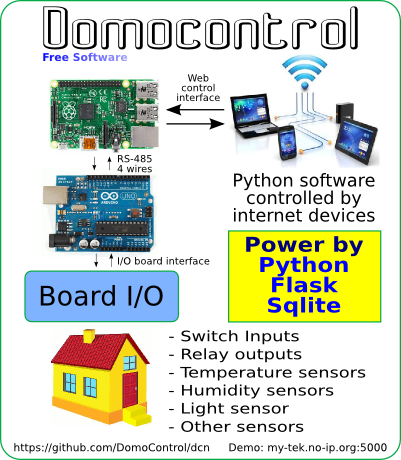 Domocontrol
Free Software
Web
control
interface
RS-485
4 wires
ARDUINO
UNO
Python software
controlled by
internet devices
I/O board interface
Power by
Python
Flask
Sqlite
Board I/O
- Switch Inputs
- Relay outputs
- Temperature sensors
- Humidity sensors
- Light sensor
- Other sensors
https://github.com/DomoControl/dcn
Demo: my-tek.no-ip.org:5000